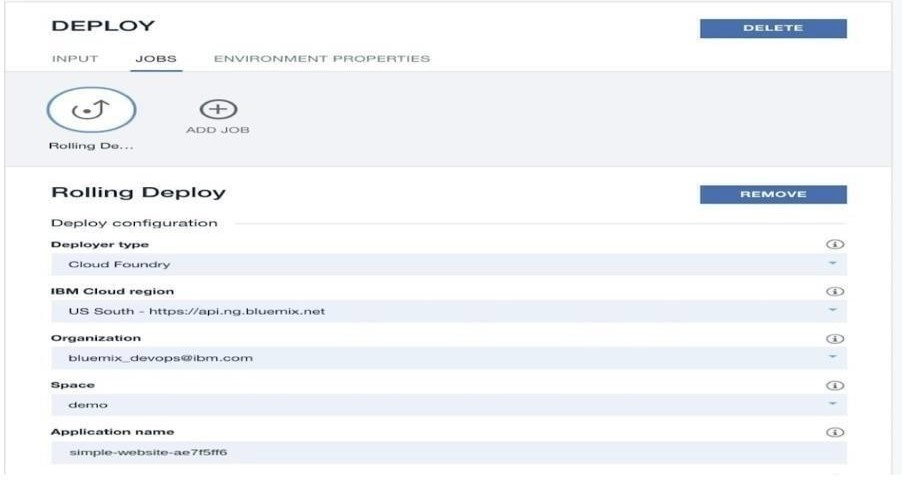 DEPLOY
DELETE
INPUT JOBS ENVIRONMENT PROPERTIES
ADD JOB
Rolling De...
Rolling Deploy
REMOVE
Deploy configuration
Deployer type
Cloud Foundry
IBM Cloud region
US South - https://api.ng.bluemix.net
Organization
bluemix_devops@ibm.com
Space
demo
Application name
simple-website-ae7f5ff6